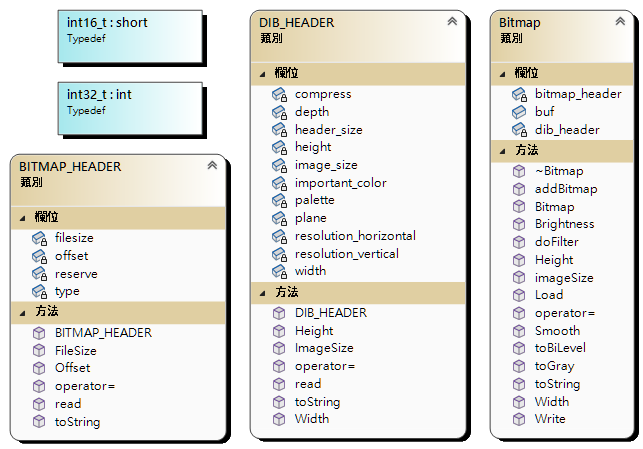 int16_t : short
Typedef
int32_t : int
Typedef
BITMAP_HEADER
類別
欄位
filesize
offset
reserve
type
方法
BITMAP_HEADER
FileSize
Offset
operator=
read
toString
DIB_HEADER
類別
欄位
compress
depth
header_size
height
image_size
important_color
palette
plane
resolution_horizontal
resolution_vertical
width
方法
DIB_HEADER
Height
ImageSize
operator=
read
toString
Width
Bitmap
類別
欄位
bitmap_header
buf
dib_header
方法
~Bitmap
addBitmap
Bitmap
Brightness
doFilter
Height
imageSize
Load
operator=
Smooth
toBiLevel
toGray
toString
Width
Write